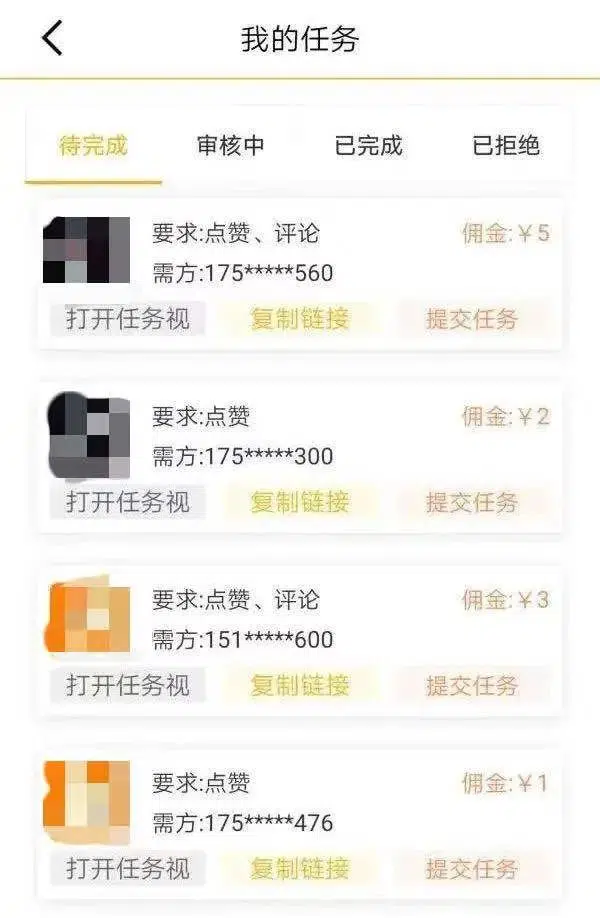 我的任务
待完成 审核中 已完成 已拒绝
要求:点赞、评论 佣金:￥5
需方:175*****560
打开任务视 复制链接 提交任务
要求:点赞 佣金:￥2
需方:175*****300
打开任务视 复制链接 提交任务
要求:点赞、评论 佣金:￥3
需方:151*****600
打开任务视 复制链接 提交任务
要求:点赞 佣金:￥1
需方:175*****476
打开任务视 复制链接 提交任务